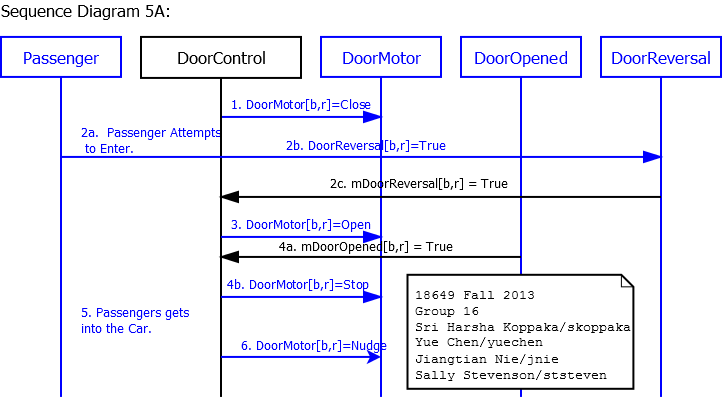 Sequence Diagram 5A:
Passenger
DoorControl
DoorMotor
DoorOpened
DoorReversal
1. DoorMotor[b,r]=Close
2a.  Passenger Attempts
to Enter.
2b. DoorReversal[b,r]=True
2c. mDoorReversal[b,r] = True
3. DoorMotor[b,r]=Open
4a. mDoorOpened[b,r] = True
4b. DoorMotor[b,r]=Stop
5. Passengers gets
into the Car.
6. DoorMotor[b,r]=Nudge
18649 Fall 2013
Group 16
Sri Harsha Koppaka/skoppaka
Yue Chen/yuechen
Jiangtian Nie/jnie
Sally Stevenson/ststeven